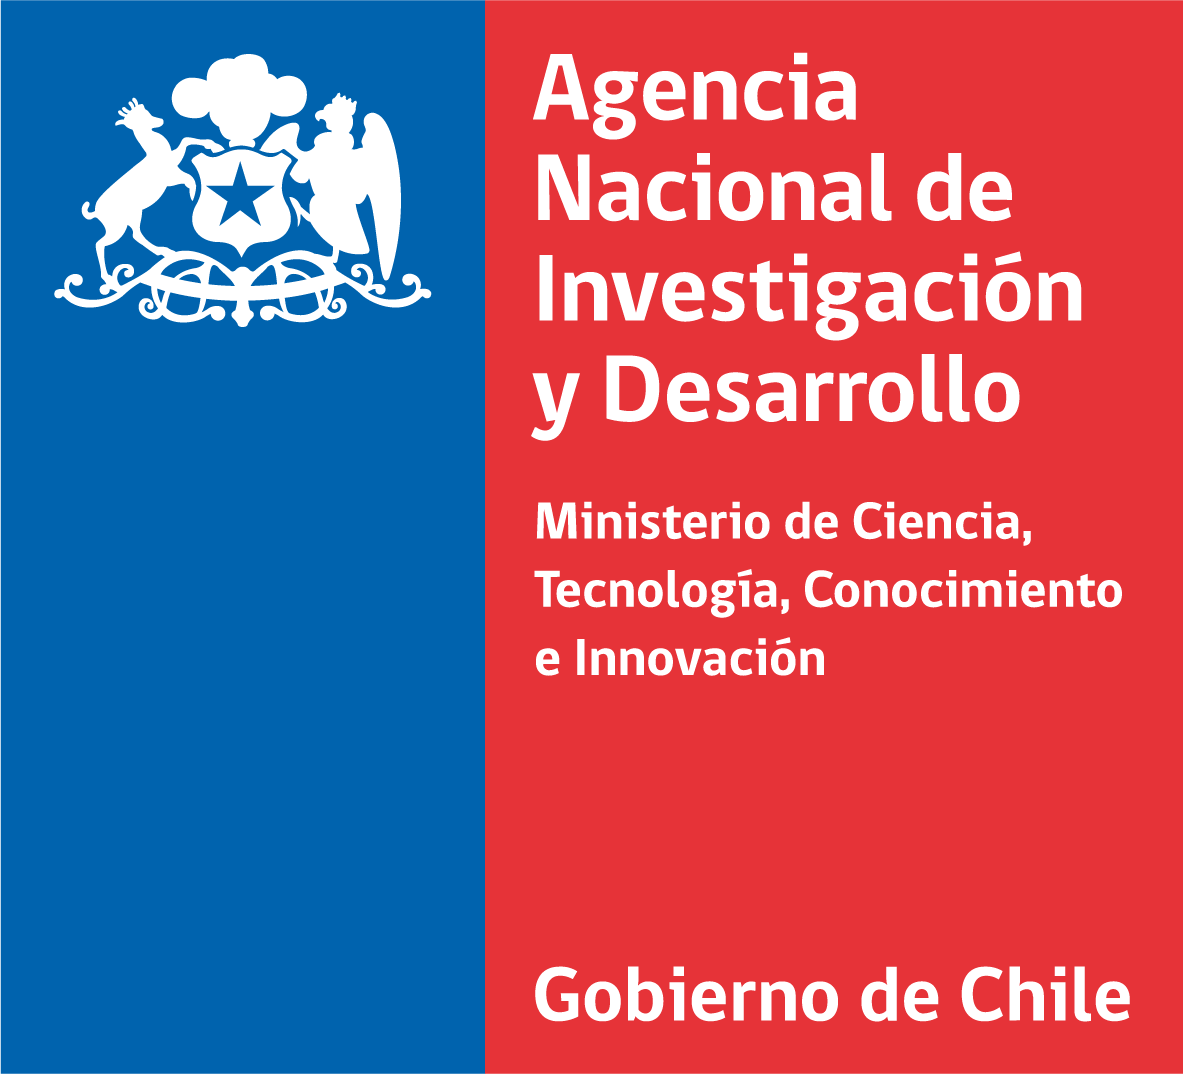 Agencia
Nacional de
Investigación
y Desarrollo
Ministerio de Ciencia,
Tecnología, Conocimiento
e Innovación
Gobierno de Chile